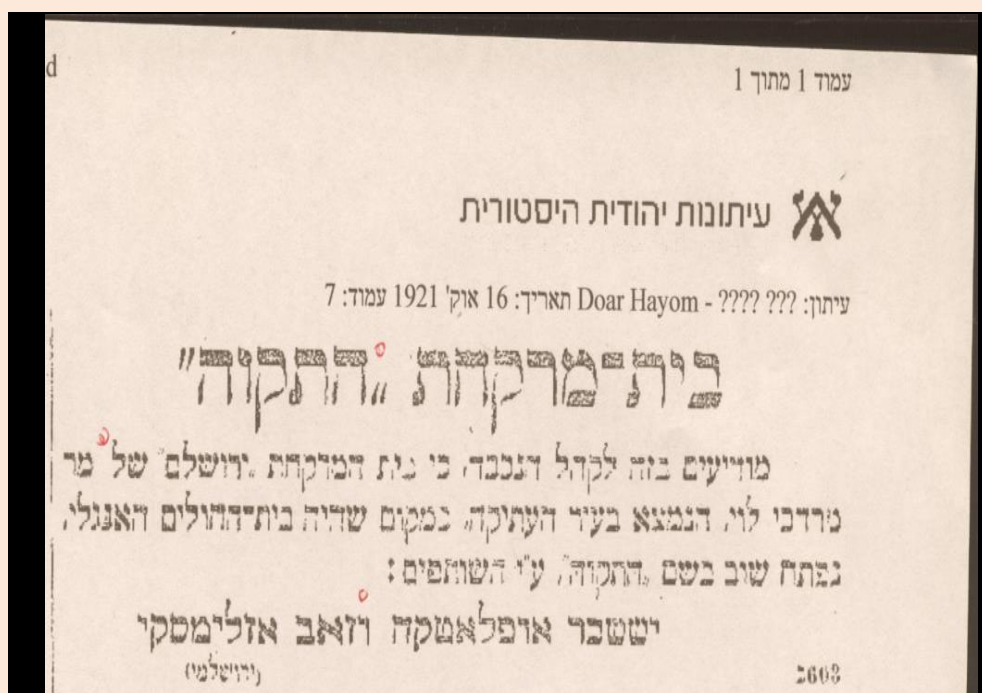 d
עמוד 1 מתוך 1
עיתונות יהודית היסטורית
עיתון: ??? ???? - Doar Hayom תאריך: 16 אוק' 1921 עמוד: 7
בית־מרקחת „התקוה"
מודיעים בזה לקהל הנכבד, כי בית המרקחת „ירושלם" של מר
מרדכי לוי, הנמצא בעיר העתיקה, במקום שהיה בית־החולים האנגלי,
נפתח שוב בשם „התקוה", ע"י השותפים:
יששכר אופלאטקה וזאב אזלימסקי
(ירושלמי)
2603